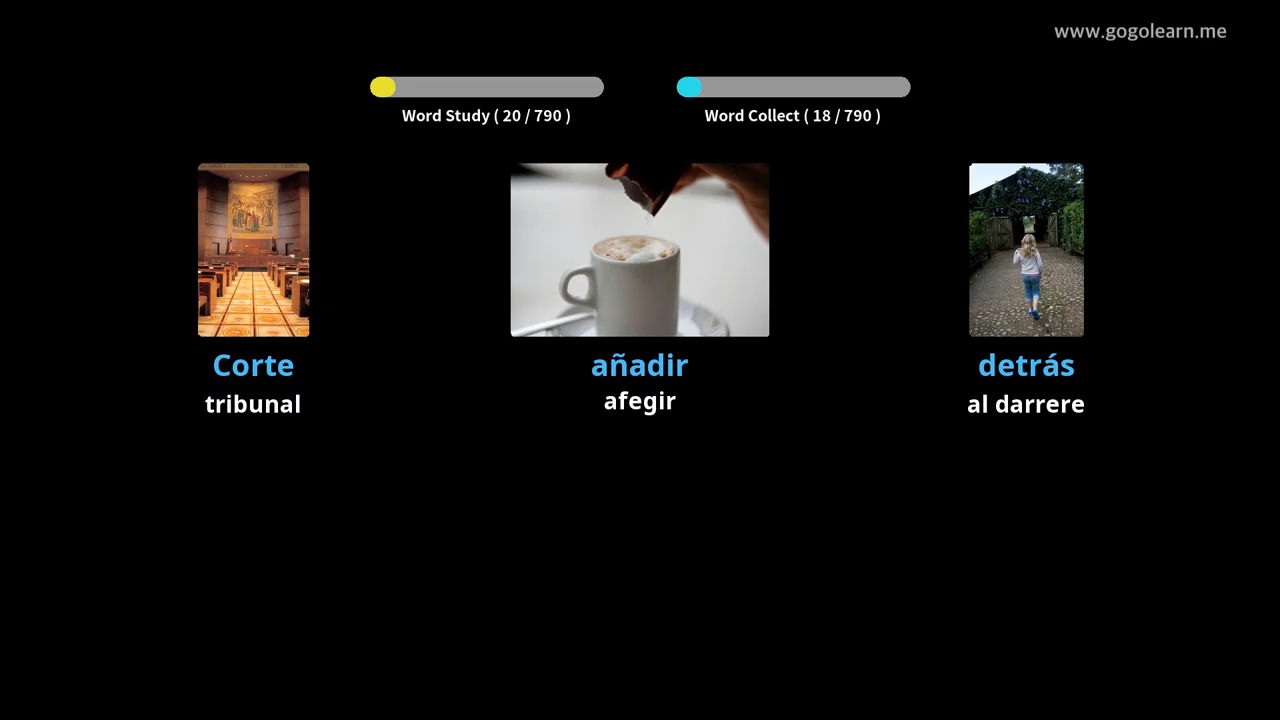 www.gogolearn.me
Word Study ( 20 / 790 )
Word Collect ( 18 / 790 )
Corte
tribunal
añadir
afegir
detrás
al darrere